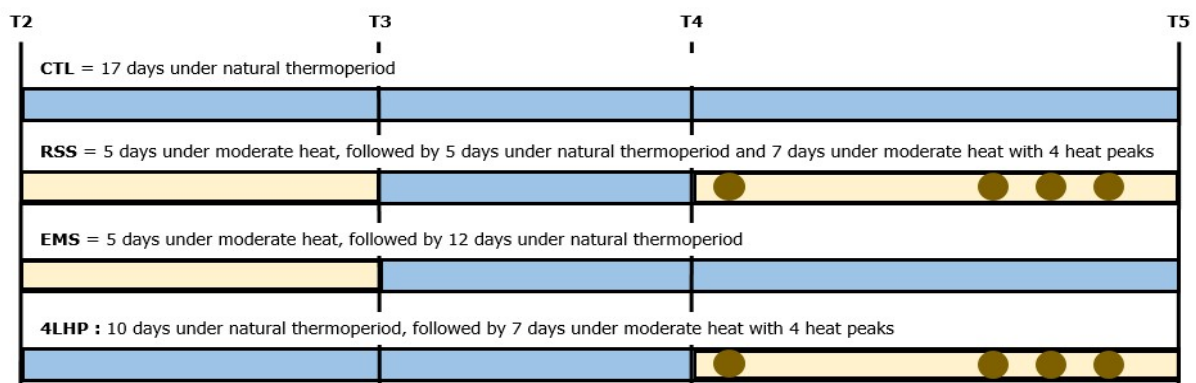 T2 T3 T4 T5
CTL = 17 days under natural thermoperiod
RSS = 5 days under moderate heat, followed by 5 days under natural thermoperiod and 7 days under moderate heat with 4 heat peaks
EMS = 5 days under moderate heat, followed by 12 days under natural thermoperiod
4LHP : 10 days under natural thermoperiod, followed by 7 days under moderate heat with 4 heat peaks